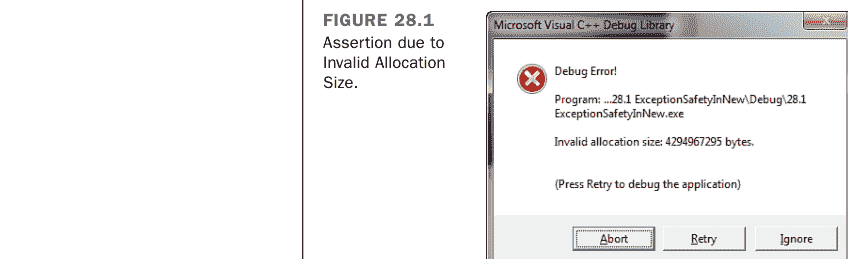 FIGURE 28.1
Assertion due to
Invalid Allocation
Size.
Microsoft Visual C++ Debug Library
Debug Error!
Program: ...28.1 ExceptionSafetyInNew\Debug\28.1
ExceptionSafetyInNew.exe
Invalid allocation size: 4294967295 bytes.
(Press Retry to debug the application)
Abort
Retry
Ignore